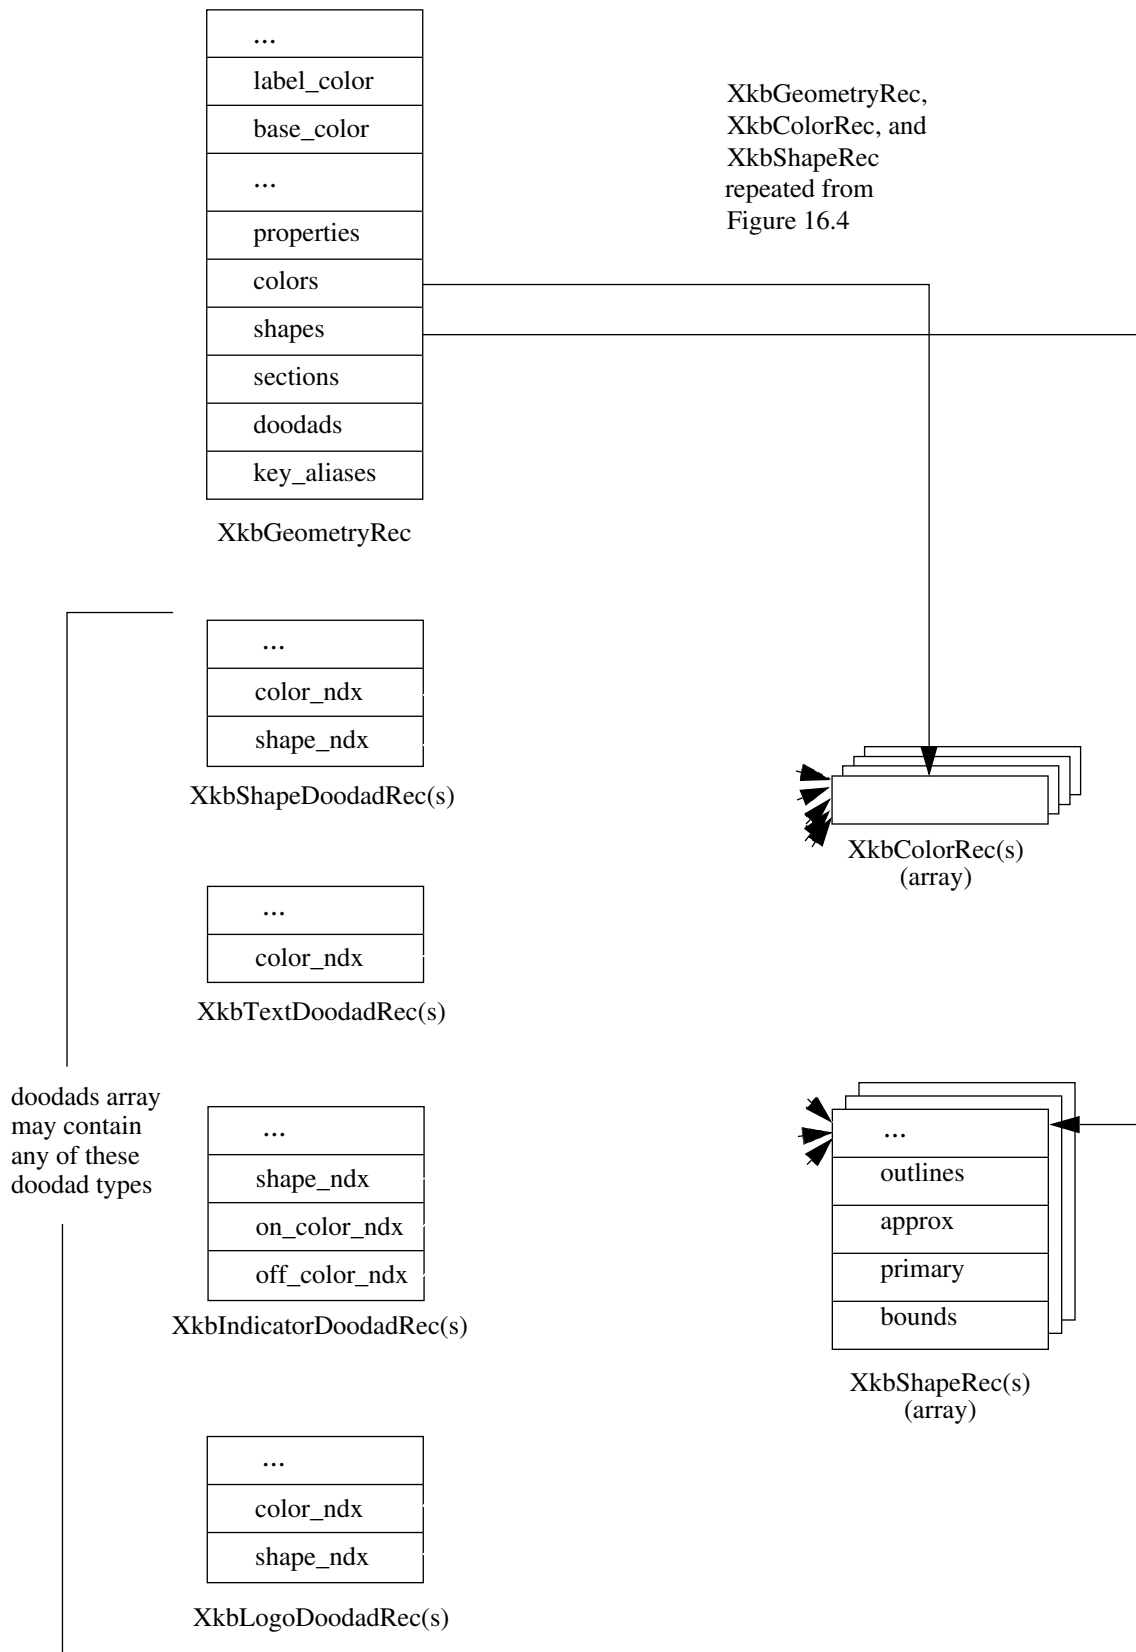 ...
label_color
base_color
...
properties
colors
shapes
sections
doodads
key_aliases
XkbGeometryRec
XkbGeometryRec,
XkbColorRec, and
XkbShapeRec
repeated from
Figure 16.4
...
color_ndx
shape_ndx
XkbShapeDoodadRec(s)
...
color_ndx
XkbTextDoodadRec(s)
doodads array
may contain
any of these
doodad types
...
shape_ndx
on_color_ndx
off_color_ndx
XkbIndicatorDoodadRec(s)
...
color_ndx
shape_ndx
XkbLogoDoodadRec(s)
XkbColorRec(s)
(array)
...
outlines
approx
primary
bounds
XkbShapeRec(s)
(array)